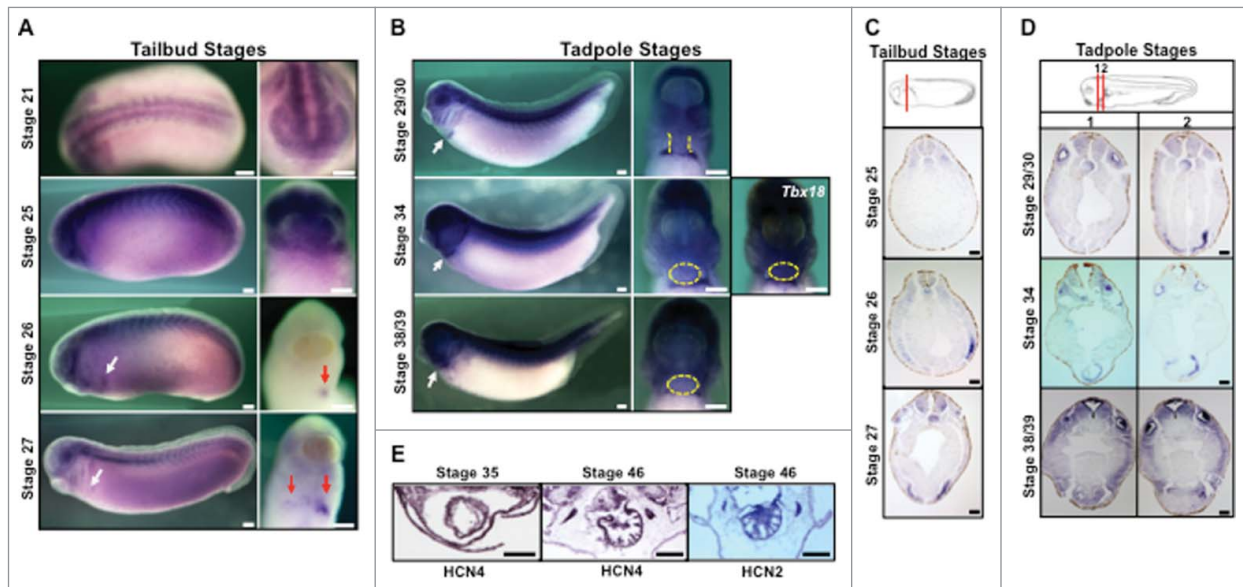 A
Tailbud Stages
Stage 21
Stage 25
Stage 26
Stage 27
B
Tadpole Stages
Stage 29/30
Stage 34
Tbx18
Stage 38/39
E
Stage 35 Stage 46 Stage 46
HCN4 HCN4 HCN2
C
Tailbud Stages
Stage 25
Stage 26
Stage 27
D
Tadpole Stages
12
1 2
Stage 29/30
Stage 34
Stage 38/39